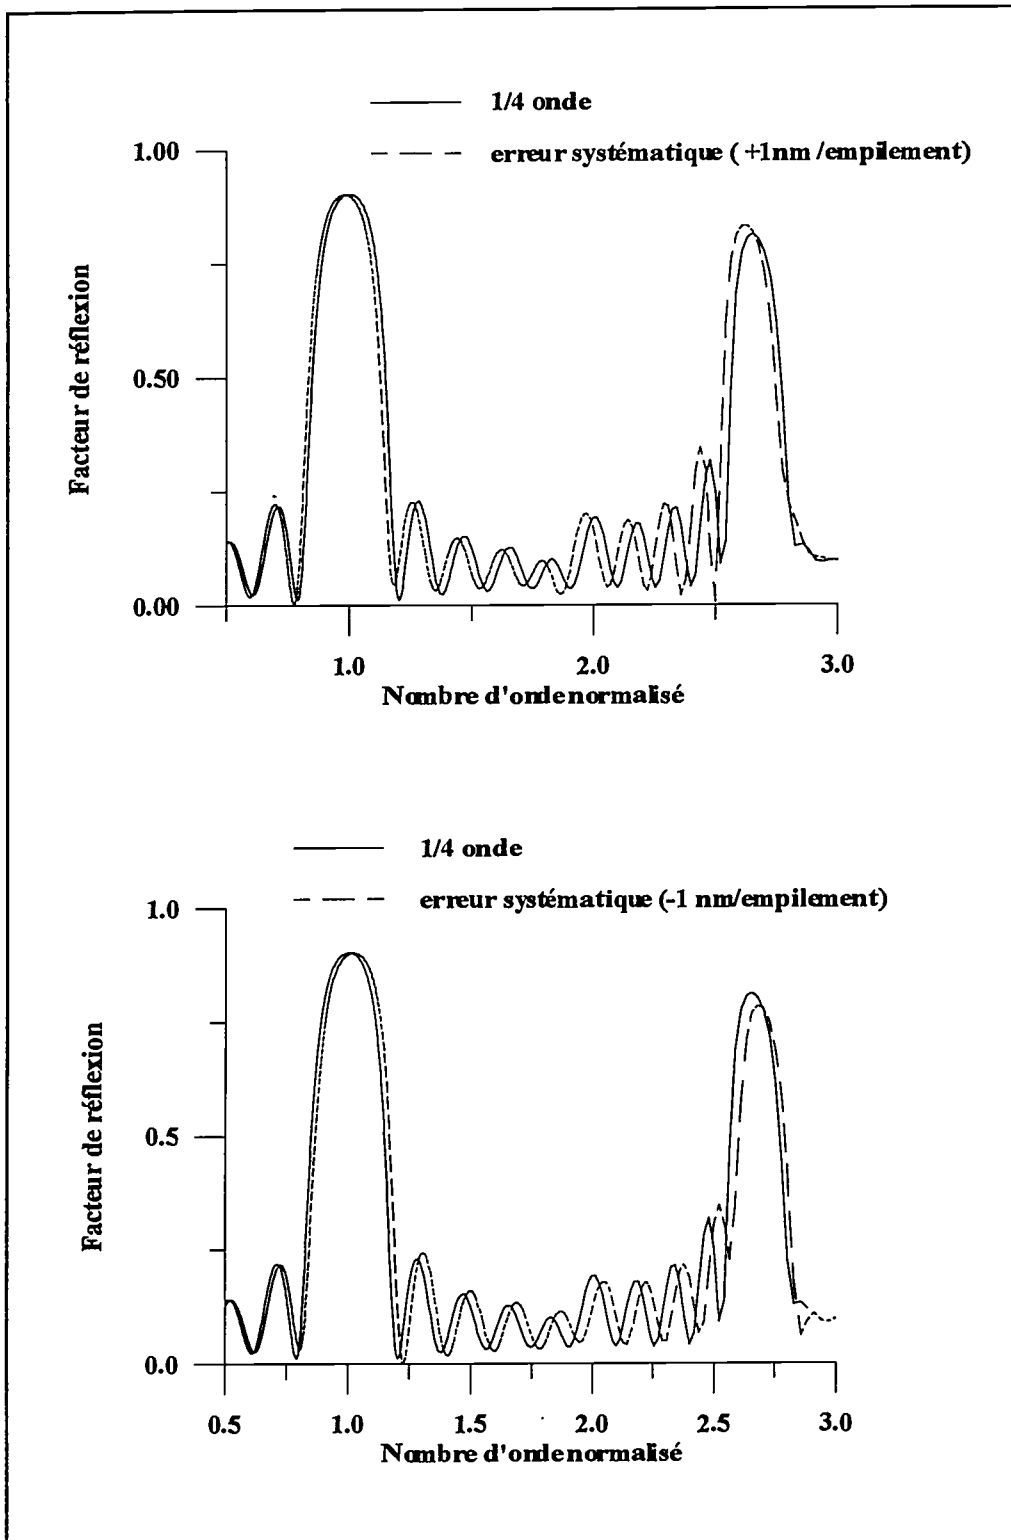 1/4 onde
erreur systématique ( +1nm /empilement)
1.00
0.50
0.00
Facteur de réflexion
1.0 2.0 3.0
Nombre d'onde normalisé
1/4 onde
erreur systématique (-1 nm/empilement)
1.0
0.5
0.0
Facteur de réflexion
0.5 1.0 1.5 2.0 2.5 3.0
Nombre d'onde normalisé